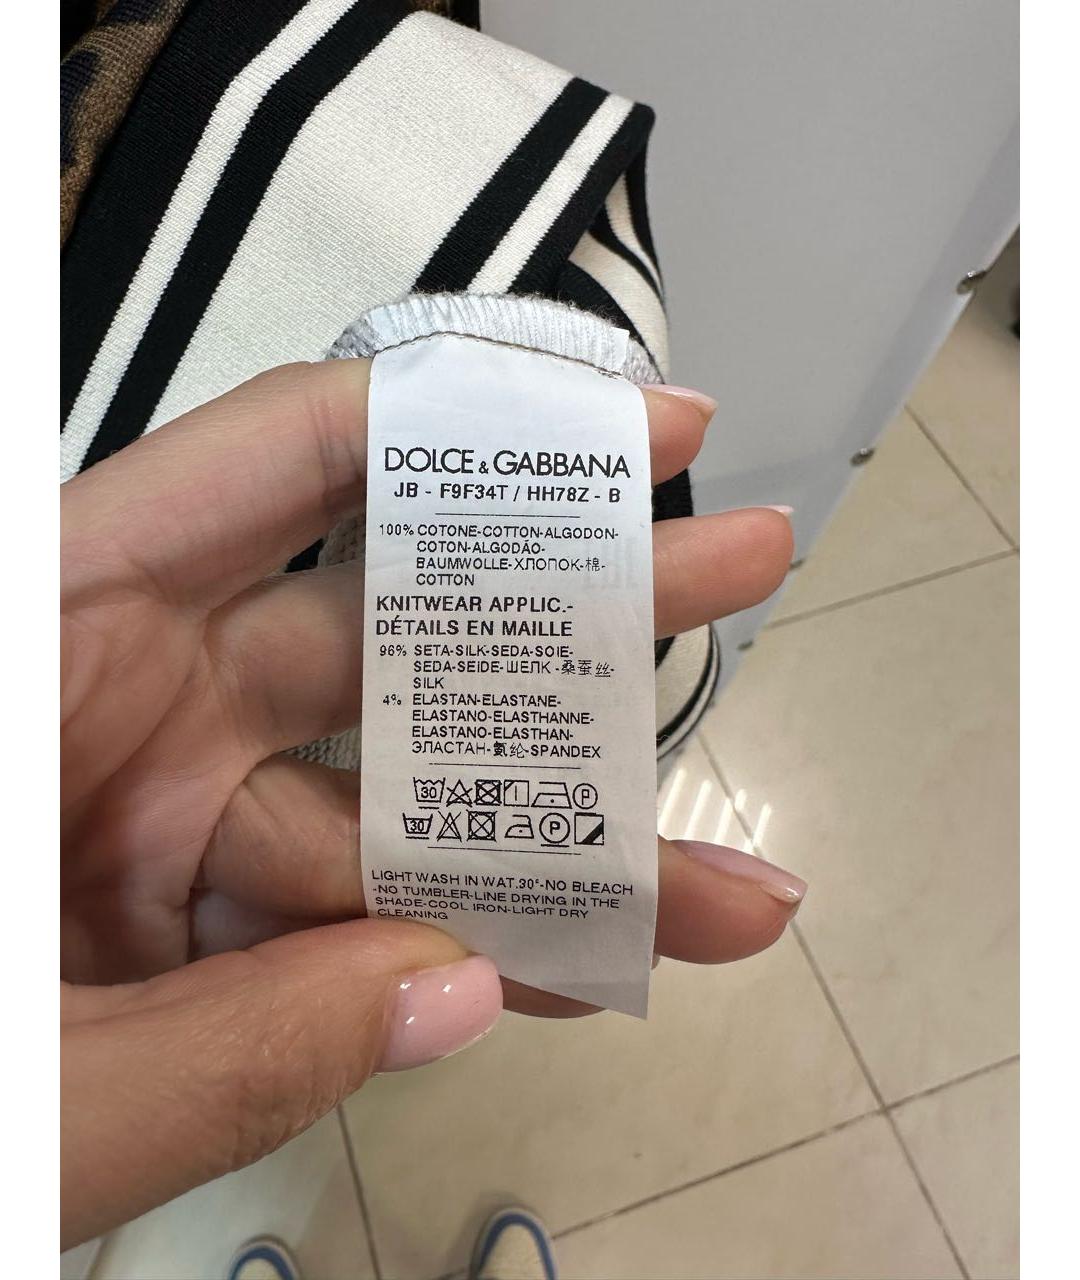 DOLCE & GABBANA
JB - F9F34T / HH78Z - B
100% COTONE-COTTON-ALGODON-
COTON-ALGODÃO-
BAUMWOLLE-ХЛОПОК-棉-
COTTON
KNITWEAR APPLIC.-
DÉTAILS EN MAILLE
96% SETA-SILK-SEDA-SOIE-
SEDA-SEIDE-ШЕЛК-桑蚕丝-
SILK
4% ELASTAN-ELASTANE-
ELASTANO-ELASTHANNE-
ELASTANO-ELASTHAN-
ЭЛАСТАН-氨纶-SPANDEX
30 P
30 P
LIGHT WASH IN WAT.30°-NO BLEACH
-NO TUMBLER-LINE DRYING IN THE
SHADE-COOL IRON-LIGHT DRY
CLEANING